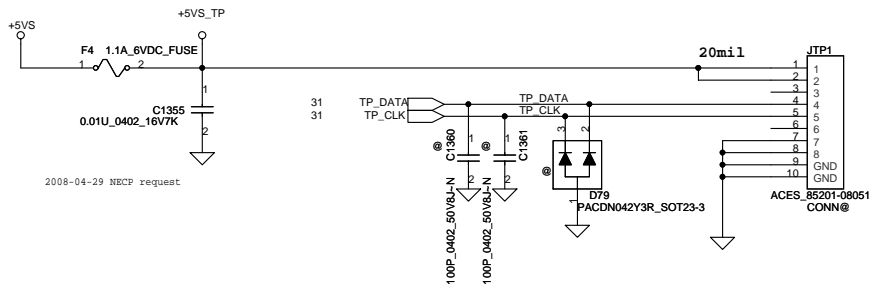 +5VS
+5VS_TP
F4 1.1A_6VDC_FUSE
1 2
1
C1355
0.01U_0402_16V7K
2
2008-04-29 NECP request
20mil
JTP1
1 1
2 2
3 3
4 4
5 5
6 6
7 7
8 8
9 GND
10 GND
ACES_85201-08051
CONN@
31 TP_DATA TP_DATA
31 TP_CLK TP_CLK
@ 1 C1360 2
100P_0402_50V8J~N
@ 1 C1361 2
100P_0402_50V8J~N
3 2
@
1
D79
PACDN042Y3R_SOT23-3